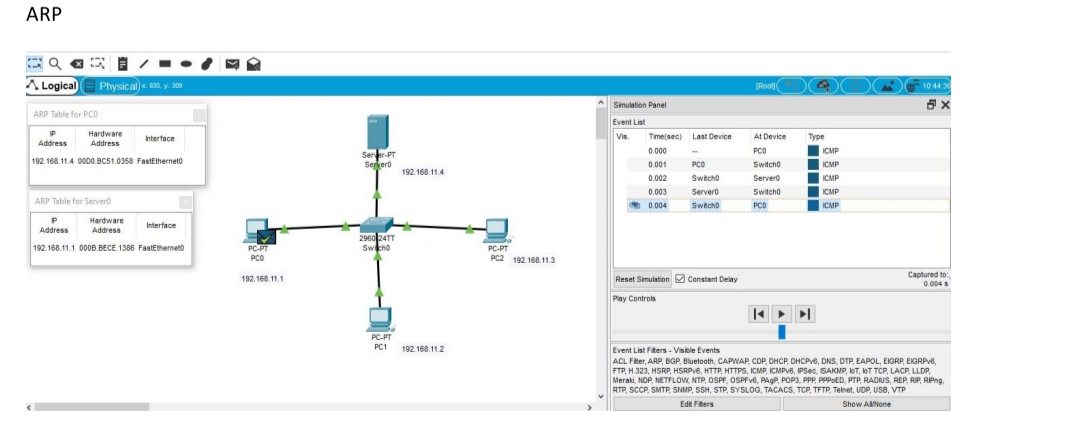 ARP
Logical Physical x: 830, y: 309 [Root] 10:44:30
ARP Table for PC0
IP Address Hardware Address Interface
192.168.11.4 00D0.BC51.0358 FastEthernet0
ARP Table for Server0
IP Address Hardware Address Interface
192.168.11.1 000B.BECE.1386 FastEthernet0
Server-PT
Server0
192.168.11.4
2960-24TT
Switch0
PC-PT
PC0
192.168.11.1
PC-PT
PC2
192.168.11.3
PC-PT
PC1
192.168.11.2
Simulation Panel
Event List
Vis. Time(sec) Last Device At Device Type
0.000 -- PC0 ICMP
0.001 PC0 Switch0 ICMP
0.002 Switch0 Server0 ICMP
0.003 Server0 Switch0 ICMP
0.004 Switch0 PC0 ICMP
Reset Simulation Constant Delay
Captured to:
0.004 s
Play Controls
Event List Filters - Visible Events
ACL Filter, ARP, BGP, Bluetooth, CAPWAP, CDP, DHCP, DHCPv6, DNS, DTP, EAPOL, EIGRP, EIGRPv6,
FTP, H.323, HSRP, HSRPv6, HTTP, HTTPS, ICMP, ICMPv6, IPSec, ISAKMP, IoT, IoT TCP, LACP, LLDP,
Meraki, NDP, NETFLOW, NTP, OSPF, OSPFv6, PAgP, POP3, PPP, PPPoED, PTP, RADIUS, REP, RIP, RIPng,
RTP, SCCP, SMTP, SNMP, SSH, STP, SYSLOG, TACACS, TCP, TFTP, Telnet, UDP, USB, VTP
Edit Filters Show All/None